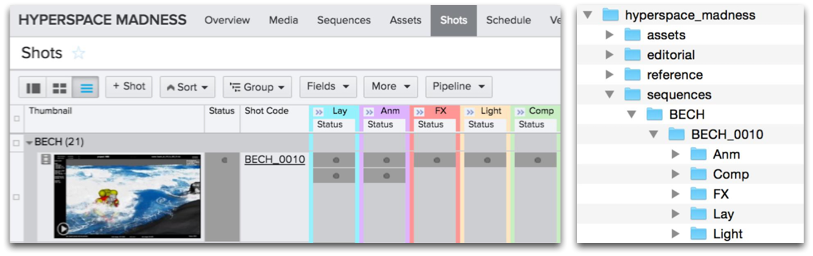 HYPERSPACE MADNESS Overview Media Sequences Assets Shots Schedule
Shots
+ Shot Sort Group Fields More Pipeline
Thumbnail Status Shot Code Lay Anm FX Light Comp
Status Status Status Status Status
BECH (21)
BECH_0010
hyperspace_madness
assets
editorial
reference
sequences
BECH
BECH_0010
Anm
Comp
FX
Lay
Light